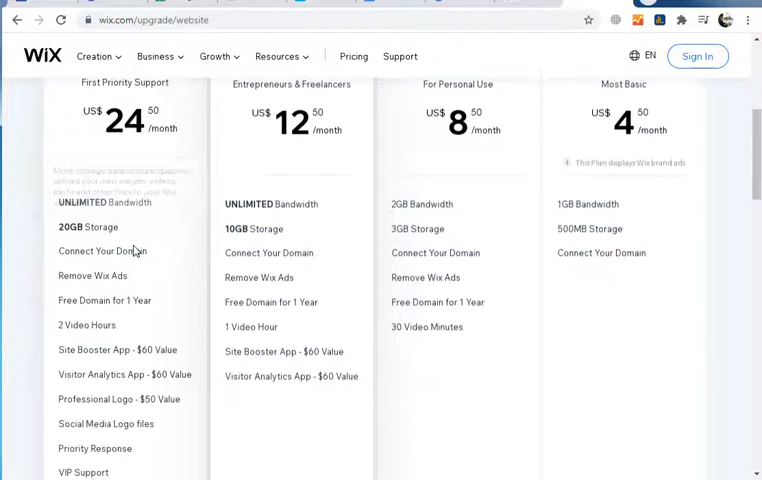 wix.com/upgrade/website
WiX
Creation
Business
Growth
Resources
Pricing
Support
EN
Sign In
First Priority Support
US$ 24 50 /month
UNLIMITED Bandwidth
20GB Storage
Connect Your Domain
Remove Wix Ads
Free Domain for 1 Year
2 Video Hours
Site Booster App - $60 Value
Visitor Analytics App - $60 Value
Professional Logo - $50 Value
Social Media Logo files
Priority Response
VIP Support
Entrepreneurs & Freelancers
US$ 12 50 /month
UNLIMITED Bandwidth
10GB Storage
Connect Your Domain
Remove Wix Ads
Free Domain for 1 Year
1 Video Hour
Site Booster App - $60 Value
Visitor Analytics App - $60 Value
For Personal Use
US$ 8 50 /month
2GB Bandwidth
3GB Storage
Connect Your Domain
Remove Wix Ads
Free Domain for 1 Year
30 Video Minutes
Most Basic
US$ 4 50 /month
This Plan displays Wix brand ads
1GB Bandwidth
500MB Storage
Connect Your Domain